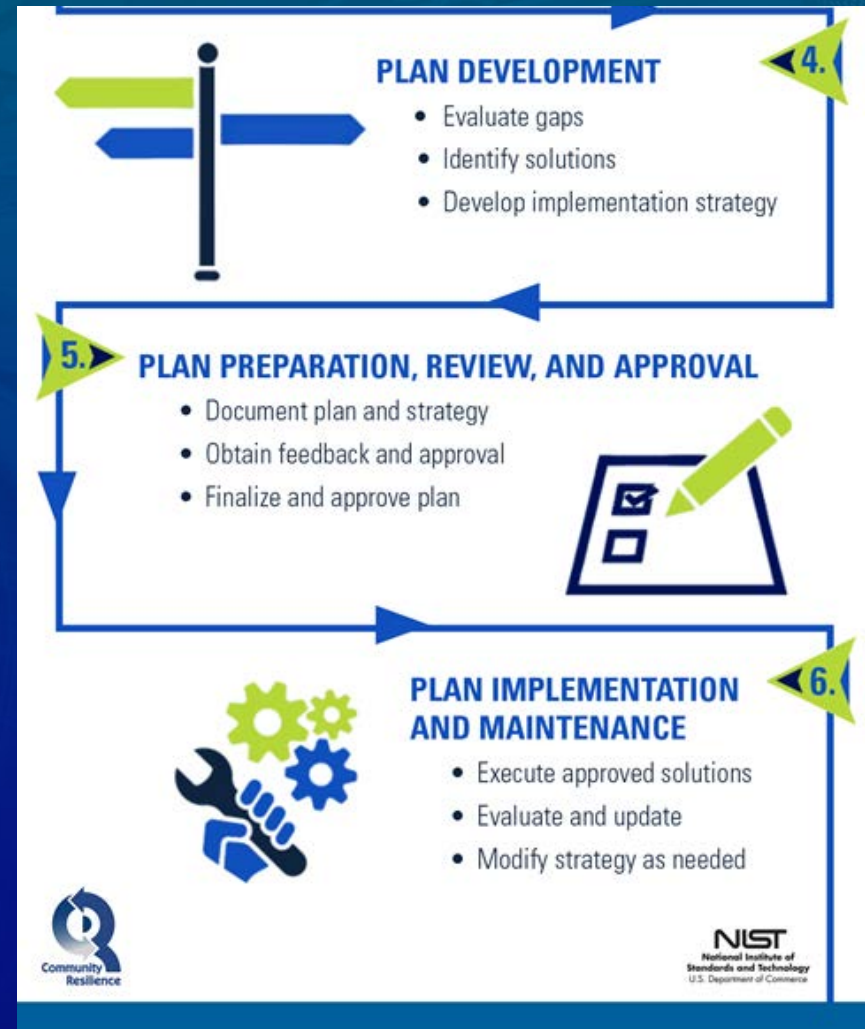 4.
PLAN DEVELOPMENT
• Evaluate gaps
• Identify solutions
• Develop implementation strategy
5.
PLAN PREPARATION, REVIEW, AND APPROVAL
• Document plan and strategy
• Obtain feedback and approval
• Finalize and approve plan
6.
PLAN IMPLEMENTATION
AND MAINTENANCE
• Execute approved solutions
• Evaluate and update
• Modify strategy as needed
Community
Resilience
NIST
National Institute of
Standards and Technology
U.S. Department of Commerce